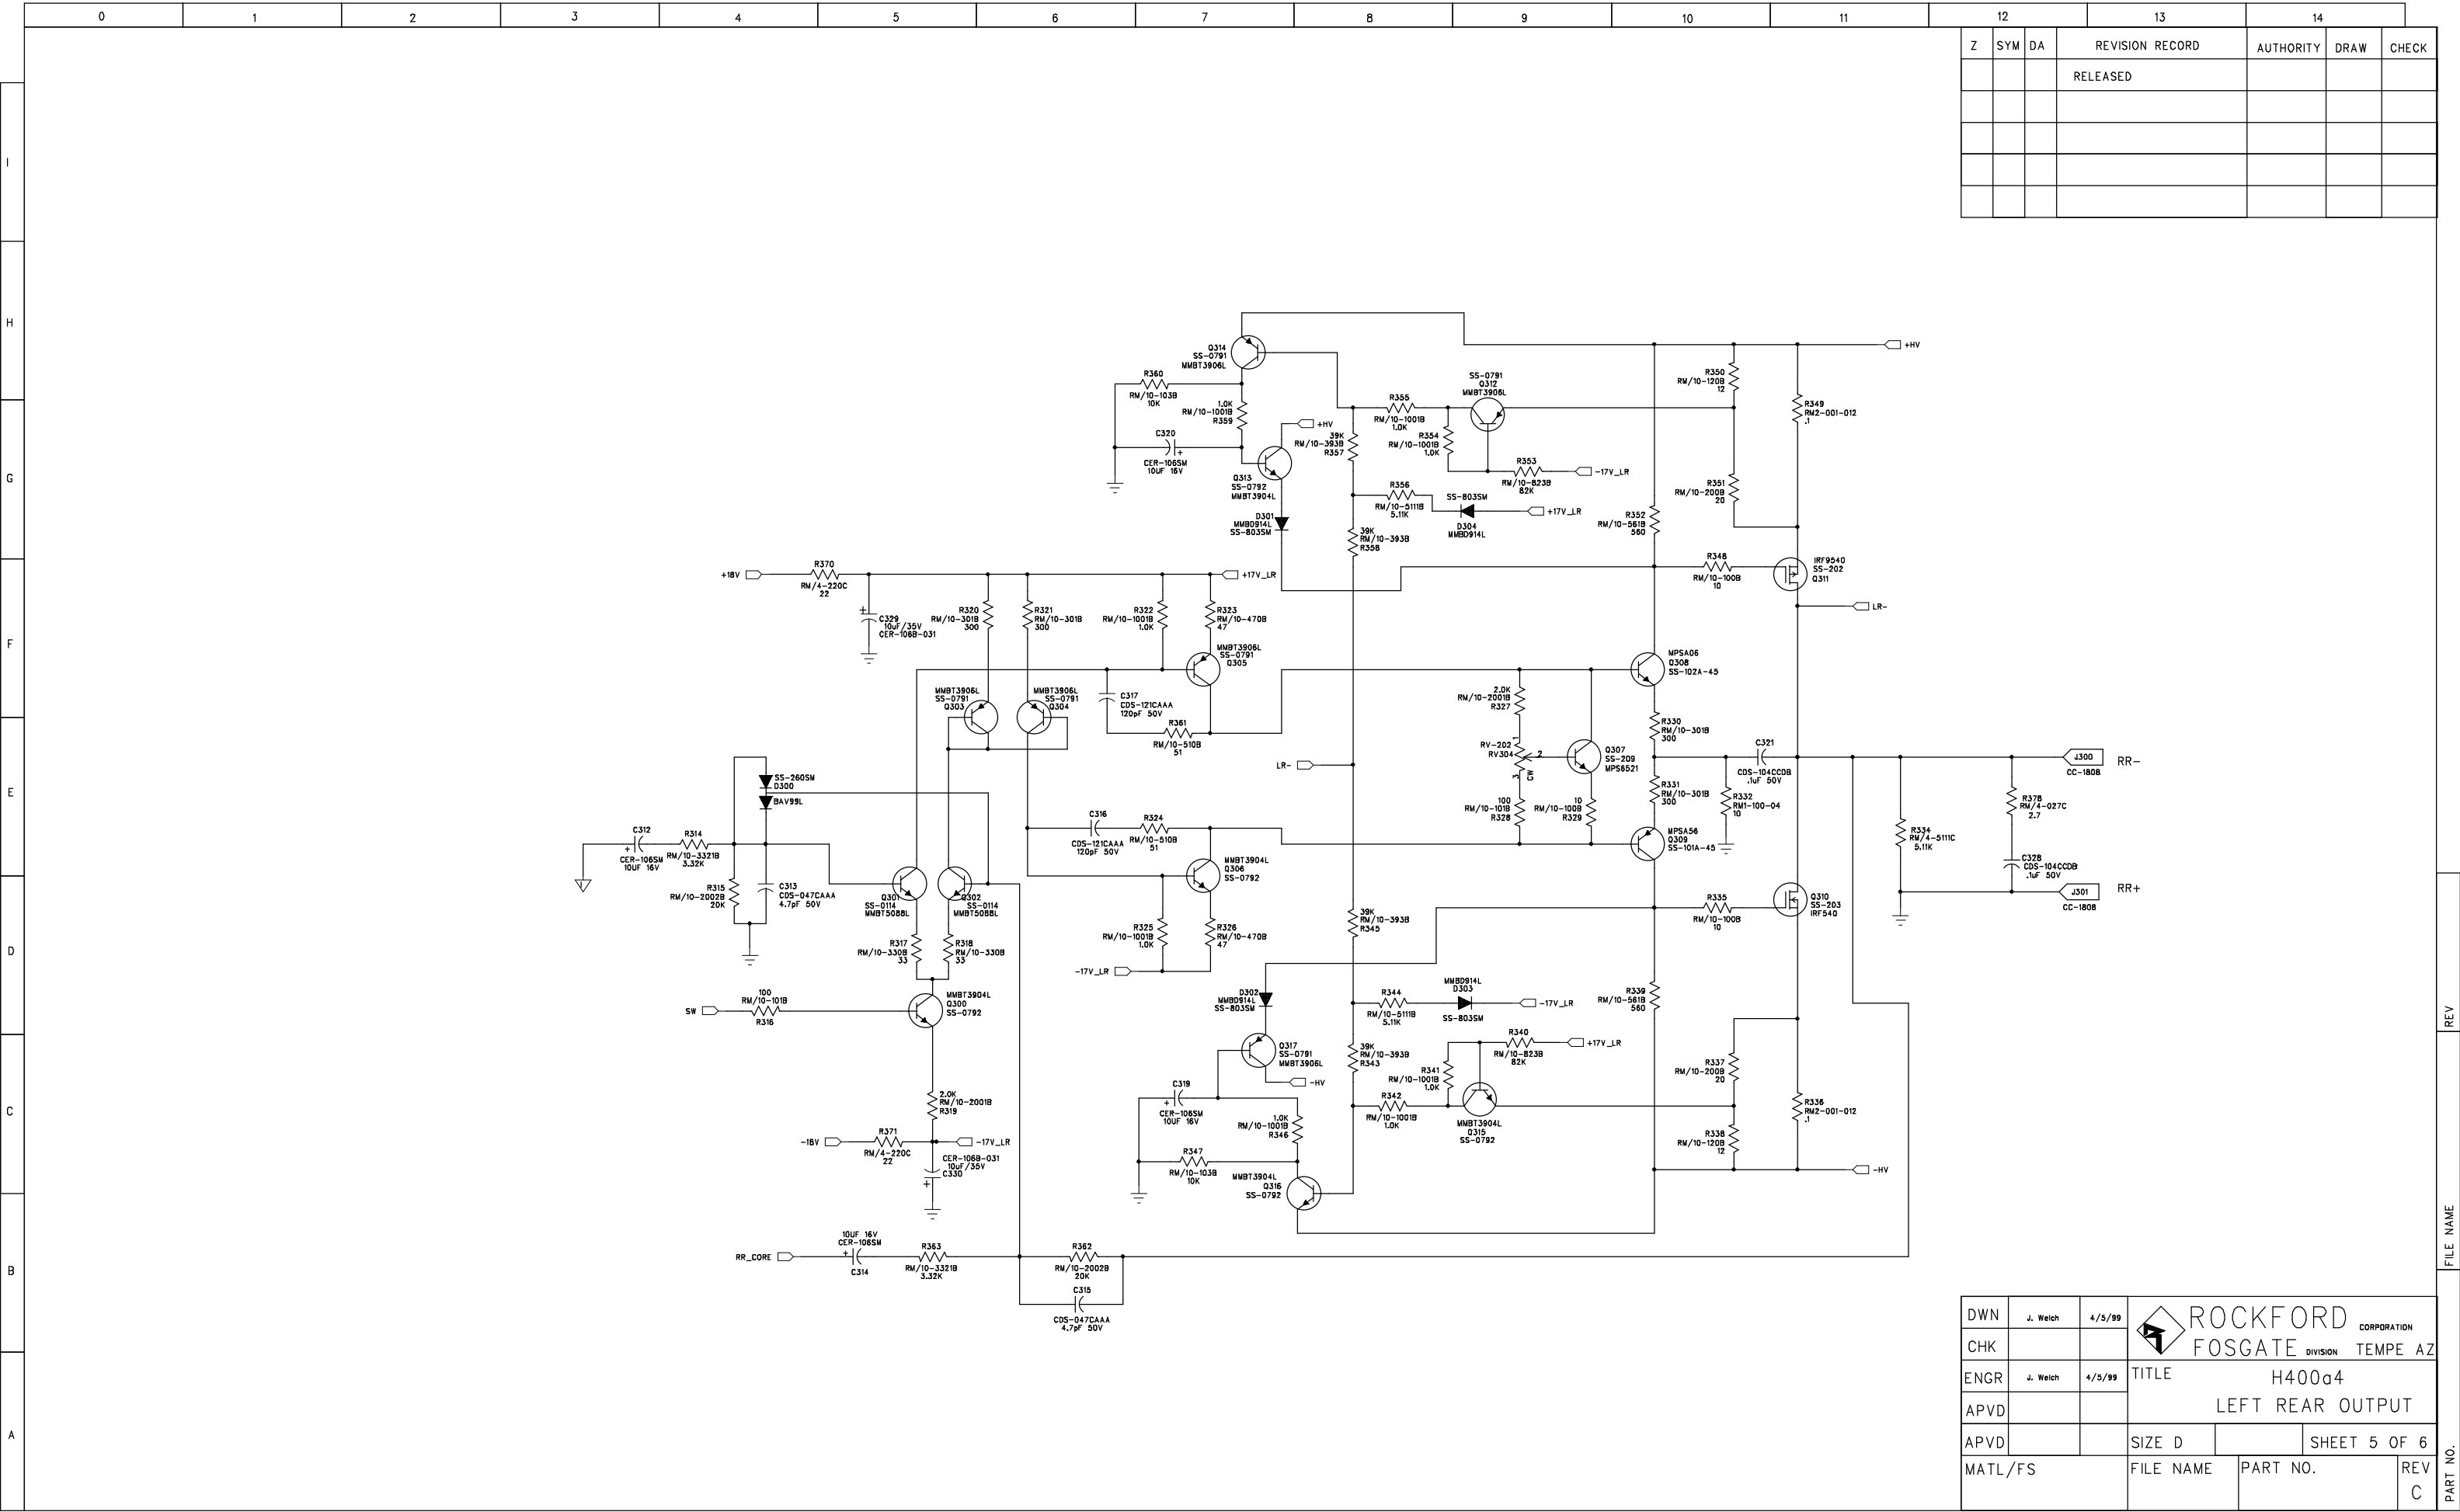 0 1 2 3 4 5 6 7 8 9 10 11 12 13 14
Z SYM DA REVISION RECORD AUTHORITY DRAW CHECK
RELEASED
I
H
G
F
E
D
C
B
A
Q314
SS-0791
MMBT3906L
+HV
R360
RM/10-103B
10K
1.0K
RM/10-1001B
R359
C320
+
CER-106SM
10UF 16V
+HV
Q313
SS-0792
MMBT3904L
D301
MMBD914L
SS-803SM
39K
RM/10-393B
R357
R355
RM/10-1001B
1.0K
R354
RM/10-1001B
1.0K
SS-0791
Q312
MMBT3906L
R353
RM/10-823B
82K
-17V_LR
R356
RM/10-5111B
5.11K
SS-803SM
D304
MMBD914L
+17V_LR
39K
RM/10-393B
R358
R350
RM/10-120B
12
R349
RM2-001-012
.1
R351
RM/10-200B
20
R352
RM/10-561B
560
R348
RM/10-100B
10
IRF9540
SS-202
Q311
LR-
+18V
R370
RM/4-220C
22
+
C329
10uF/35V
CER-106B-031
R320
RM/10-301B
300
R321
RM/10-301B
300
R322
RM/10-1001B
1.0K
R323
RM/10-470B
47
+17V_LR
MMBT3906L
SS-0791
Q305
MMBT3906L
SS-0791
Q303
MMBT3906L
SS-0791
Q304
C317
CDS-121CAAA
120pF 50V
R361
RM/10-510B
51
2.0K
RM/10-2001B
R327
RV-202
RV304
1
2
3
CW
Q307
SS-209
MPS6521
MPSA06
Q308
SS-102A-45
R330
RM/10-301B
300
C321
CDS-104CCDB
.1uF 50V
R331
RM/10-301B
300
R332
RM1-100-04
10
100
RM/10-101B
R328
10
RM/10-100B
R329
MPSA56
Q309
SS-101A-45
LR-
J300
CC-1808
RR-
R378
RM/4-027C
2.7
R334
RM/4-5111C
5.11K
C328
CDS-104CCDB
.1uF 50V
J301
CC-1808
RR+
SS-260SM
D300
BAV99L
C312
+
CER-106SM
10UF 16V
R314
RM/10-3321B
3.32K
R315
RM/10-2002B
20K
C313
CDS-047CAAA
4.7pF 50V
Q301
SS-0114
MMBT5088L
Q302
SS-0114
MMBT5088L
C316
CDS-121CAAA
120pF 50V
R324
RM/10-510B
51
MMBT3904L
Q306
SS-0792
R317
RM/10-330B
33
R318
RM/10-330B
33
R325
RM/10-1001B
1.0K
R326
RM/10-470B
47
-17V_LR
39K
RM/10-393B
R345
R335
RM/10-100B
10
Q310
SS-203
IRF540
SW
100
RM/10-101B
R316
MMBT3904L
Q300
SS-0792
D302
MMBD914L
SS-803SM
R344
RM/10-5111B
5.11K
MMBD914L
D303
SS-803SM
-17V_LR
R339
RM/10-561B
560
Q317
SS-0791
MMBT3906L
-HV
39K
RM/10-393B
R343
R341
RM/10-1001B
1.0K
R340
RM/10-823B
82K
+17V_LR
R337
RM/10-200B
20
R336
RM2-001-012
.1
R338
RM/10-120B
12
C319
+
CER-106SM
10UF 16V
1.0K
RM/10-1001B
R346
R342
RM/10-1001B
1.0K
MMBT3904L
Q315
SS-0792
2.0K
RM/10-2001B
R319
-18V
R371
RM/4-220C
22
-17V_LR
CER-106B-031
10uF/35V
C330
+
R347
RM/10-103B
10K
MMBT3904L
Q316
SS-0792
-HV
RR_CORE
10UF 16V
CER-106SM
+
C314
R363
RM/10-3321B
3.32K
R362
RM/10-2002B
20K
C315
CDS-047CAAA
4.7pF 50V
REV
FILE NAME
PART NO.
DWN J. Welch 4/5/99
CHK
ENGR J. Welch 4/5/99
APVD
APVD
MATL/FS
ROCKFORD CORPORATION
FOSGATE DIVISION TEMPE AZ
TITLE H400a4
LEFT REAR OUTPUT
SIZE D SHEET 5 OF 6
FILE NAME PART NO. REV
C